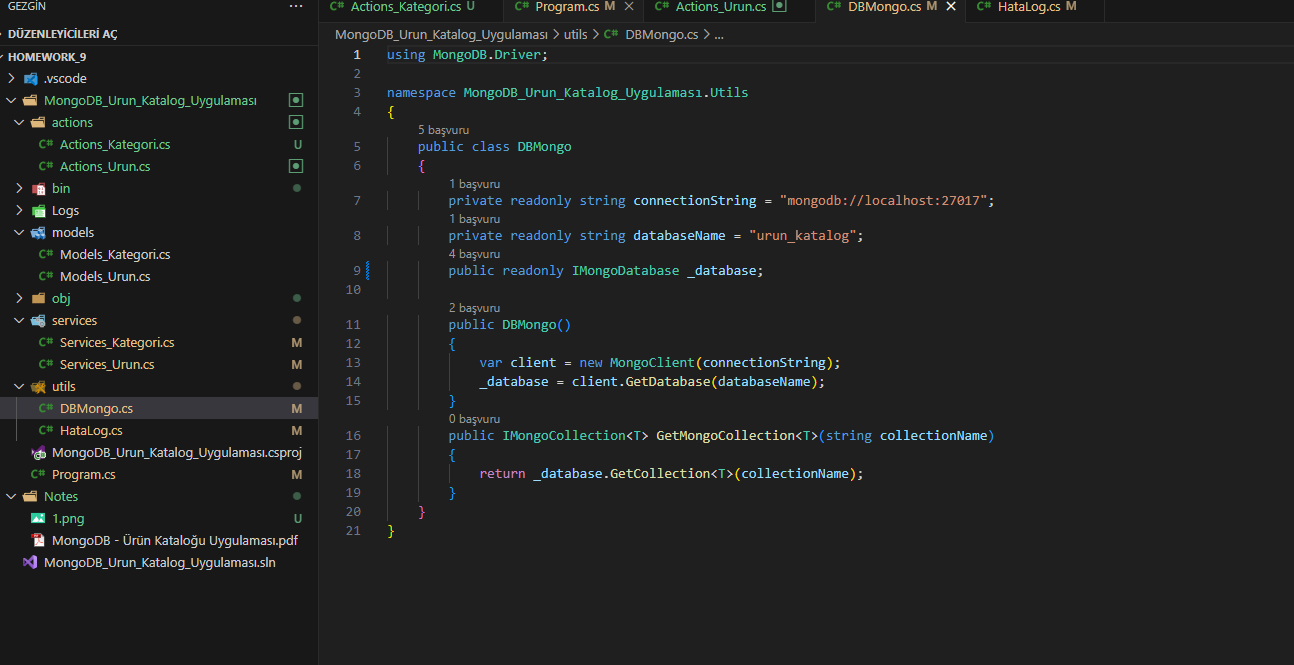 GEZGİN ...
DÜZENLEYİCİLERİ AÇ
HOMEWORK_9
.vscode
MongoDB_Urun_Katalog_Uygulaması
actions
Actions_Kategori.cs U
Actions_Urun.cs
bin
Logs
models
Models_Kategori.cs
Models_Urun.cs
obj
services
Services_Kategori.cs M
Services_Urun.cs M
utils
DBMongo.cs M
HataLog.cs M
MongoDB_Urun_Katalog_Uygulaması.csproj
Program.cs M
Notes
1.png U
MongoDB - Ürün Kataloğu Uygulaması.pdf
MongoDB_Urun_Katalog_Uygulaması.sln
C# Actions_Kategori.cs U C# Program.cs M C# Actions_Urun.cs C# DBMongo.cs M C# HataLog.cs M
MongoDB_Urun_Katalog_Uygulaması > utils > C# DBMongo.cs > ...
1 using MongoDB.Driver;
2
3 namespace MongoDB_Urun_Katalog_Uygulaması.Utils
4 {
5 başvuru
5 public class DBMongo
6 {
1 başvuru
7 private readonly string connectionString = "mongodb://localhost:27017";
1 başvuru
8 private readonly string databaseName = "urun_katalog";
4 başvuru
9 public readonly IMongoDatabase _database;
10
2 başvuru
11 public DBMongo()
12 {
13 var client = new MongoClient(connectionString);
14 _database = client.GetDatabase(databaseName);
15 }
0 başvuru
16 public IMongoCollection<T> GetMongoCollection<T>(string collectionName)
17 {
18 return _database.GetCollection<T>(collectionName);
19 }
20 }
21 }